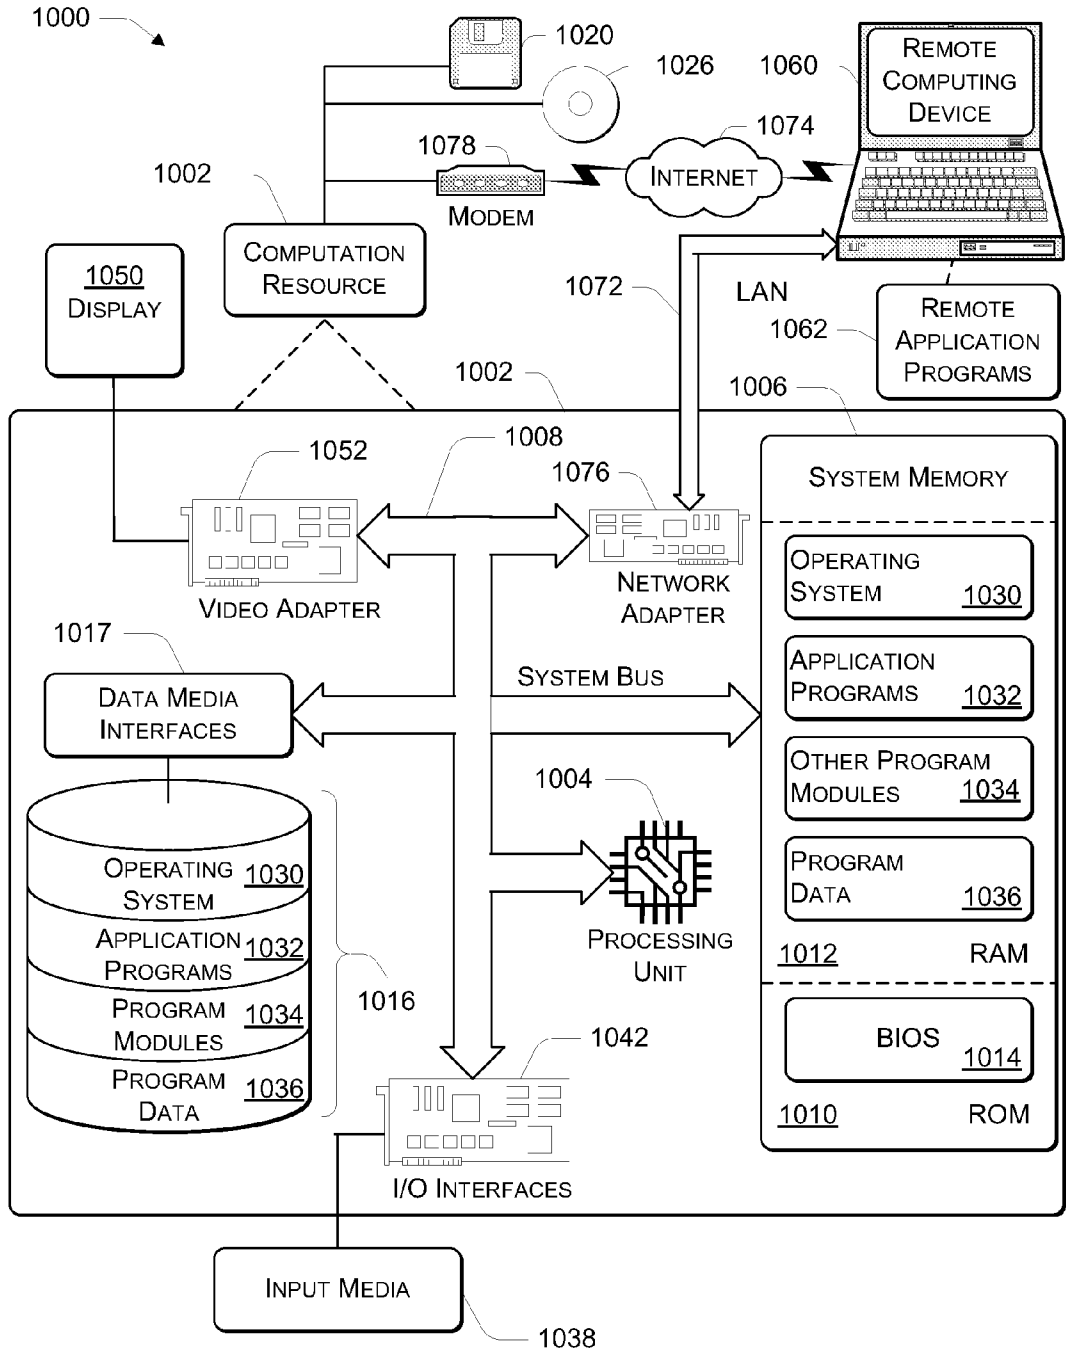 1000
1020
1026
1060
REMOTE
COMPUTING
DEVICE
1074
1078
INTERNET
MODEM
1002
COMPUTATION
RESOURCE
1050
DISPLAY
1072
LAN
1062
REMOTE
APPLICATION
PROGRAMS
1002
1006
1008
1052
1076
SYSTEM MEMORY
VIDEO ADAPTER
NETWORK
ADAPTER
OPERATING
SYSTEM
1030
APPLICATION
PROGRAMS
1032
OTHER PROGRAM
MODULES
1034
PROGRAM
DATA
1036
1012
RAM
BIOS
1014
1010
ROM
1017
DATA MEDIA
INTERFACES
SYSTEM BUS
1004
PROCESSING
UNIT
OPERATING
SYSTEM
1030
APPLICATION
PROGRAMS
1032
PROGRAM
MODULES
1034
PROGRAM
DATA
1036
1016
1042
I/O INTERFACES
INPUT MEDIA
1038